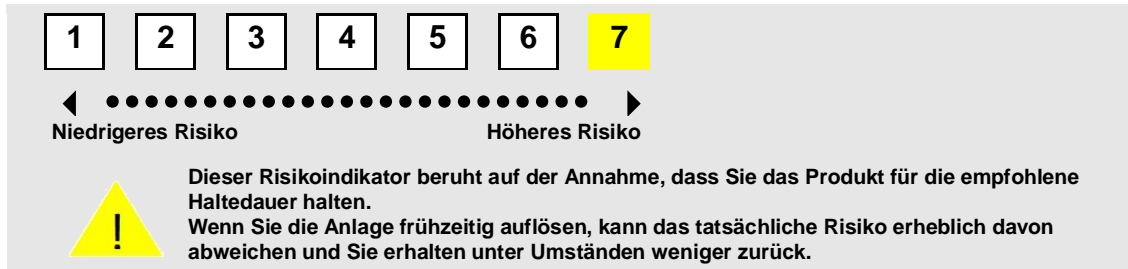 1 2 3 4 5 6 7
Niedrigeres Risiko Höheres Risiko
Dieser Risikoindikator beruht auf der Annahme, dass Sie das Produkt für die empfohlene
Haltedauer halten.
Wenn Sie die Anlage frühzeitig auflösen, kann das tatsächliche Risiko erheblich davon
abweichen und Sie erhalten unter Umständen weniger zurück.
!